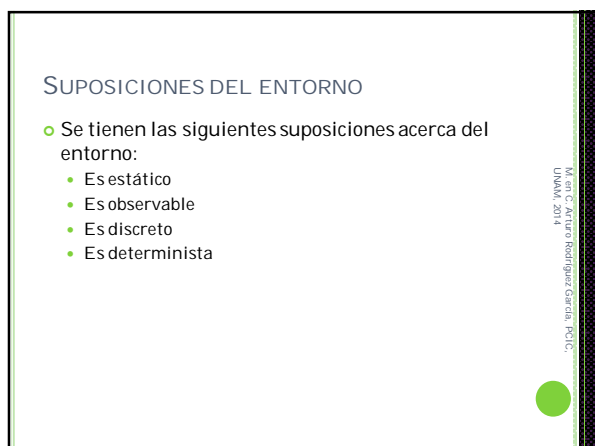 SUPOSICIONES DEL ENTORNO
Se tienen las siguientes suposiciones acerca del
entorno:
Es estático
Es observable
Es discreto
Es determinista
M. en C. Arturo Rodríguez García, PCIC,
UNAM, 2014